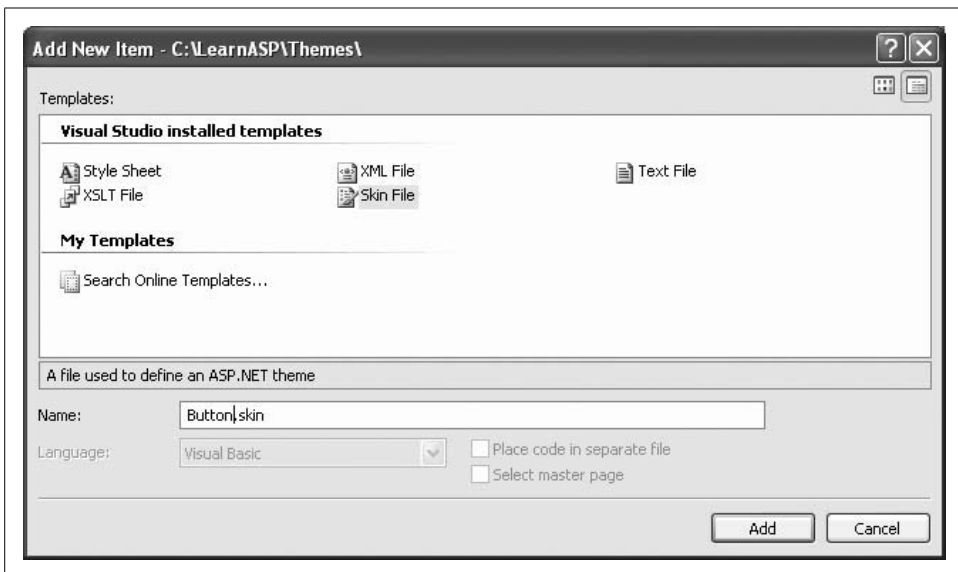 Add New Item - C:\LearnASP\Themes\
Templates:
Visual Studio installed templates
Style Sheet
XML File
Text File
XSLT File
Skin File
My Templates
Search Online Templates...
A file used to define an ASP.NET theme
Name:
Button.skin
Language:
Visual Basic
Place code in separate file
Select master page
Add
Cancel